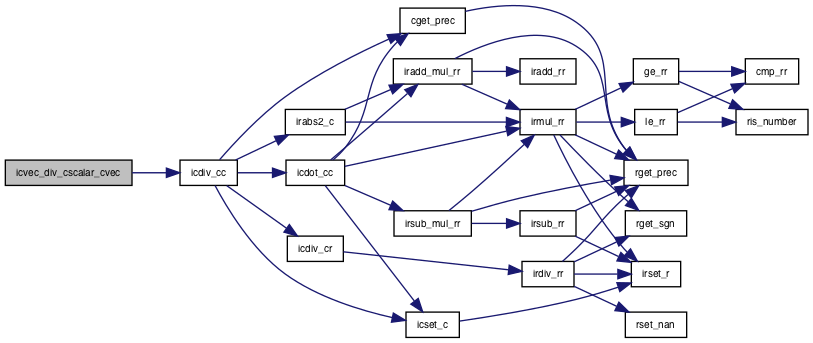 cget_prec
iradd_mul_rr
iradd_rr
ge_rr
cmp_rr
irabs2_c
irmul_rr
le_rr
ris_number
icvec_div_cscalar_cvec
icdiv_cc
icdot_cc
rget_prec
irsub_mul_rr
irsub_rr
rget_sgn
icdiv_cr
irdiv_rr
irset_r
icset_c
rset_nan